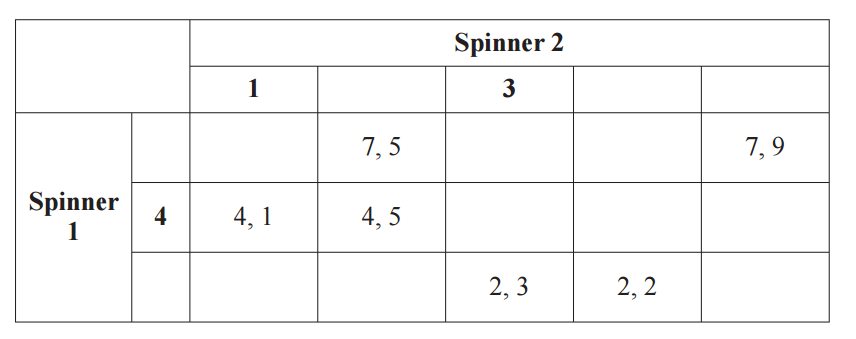 Spinner 2
1 3
7, 5 7, 9
Spinner
1
4 4, 1 4, 5
2, 3 2, 2